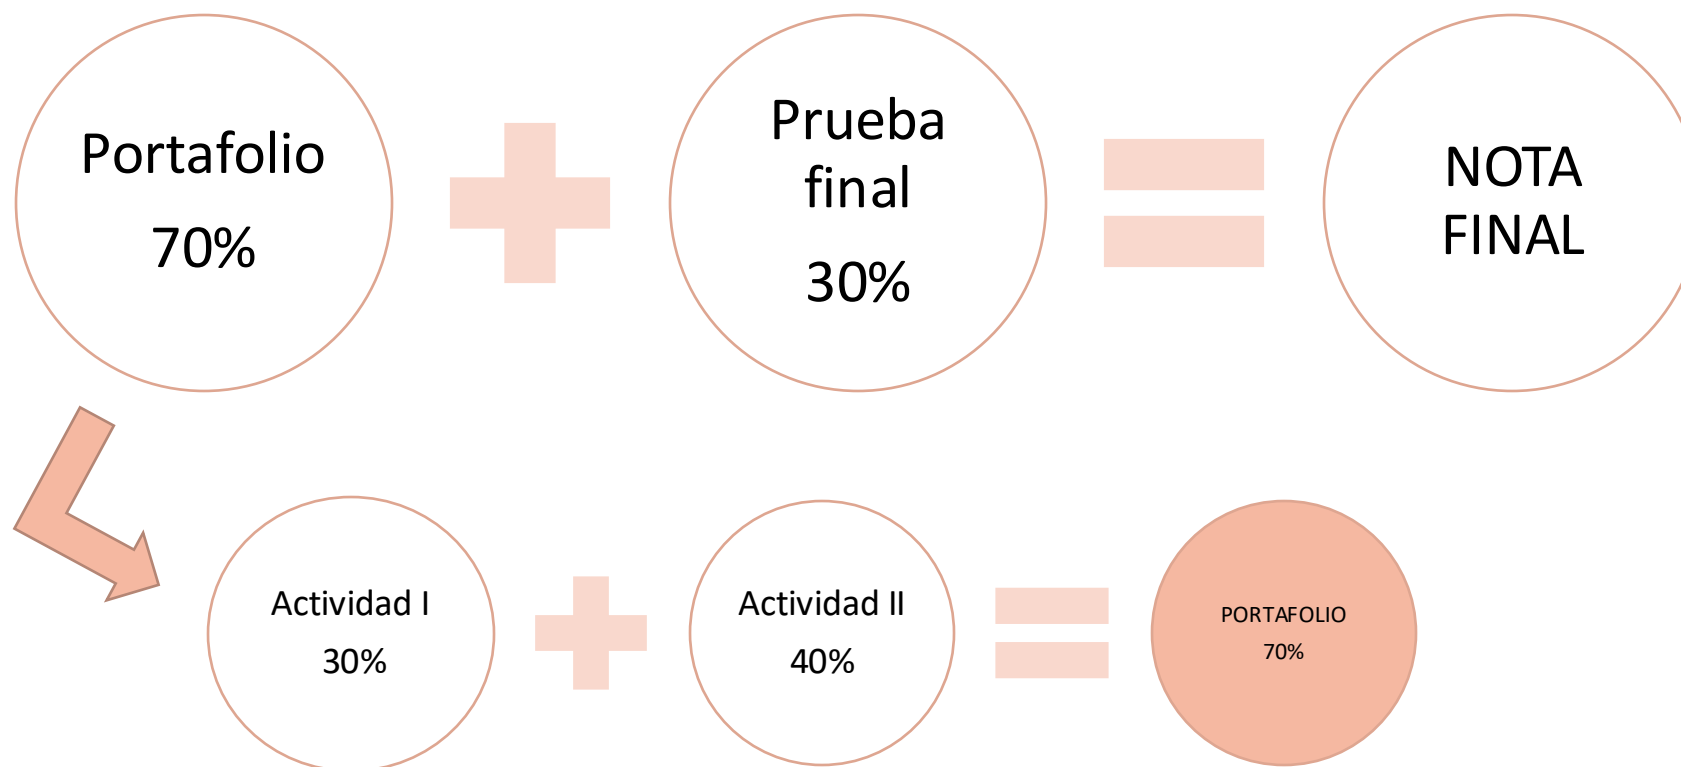 Portafolio
70%
Prueba
final
30%
NOTA
FINAL
Actividad I
30%
Actividad II
40%
PORTAFOLIO
70%